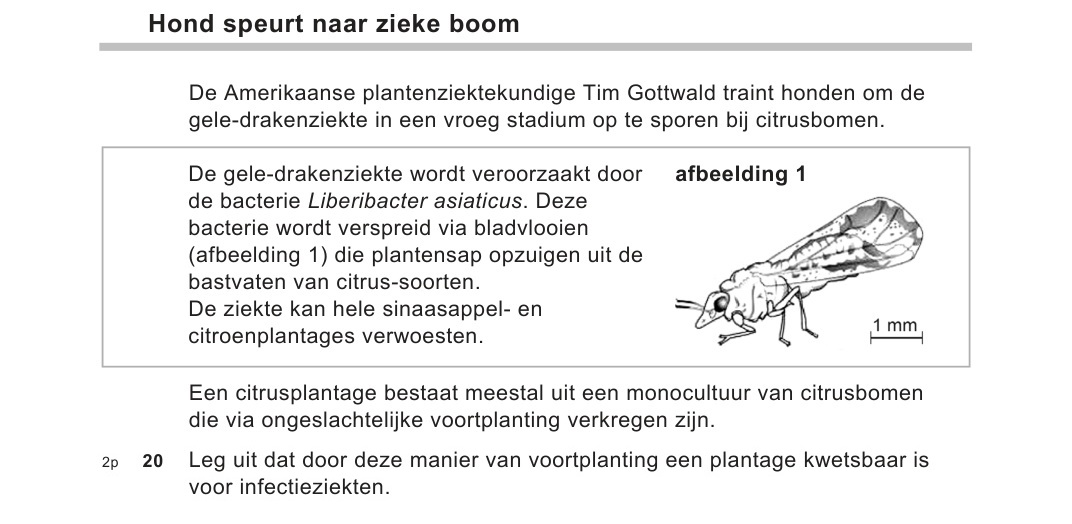 Hond speurt naar zieke boom
De Amerikaanse plantenziektekundige Tim Gottwald traint honden om de
gele-drakenziekte in een vroeg stadium op te sporen bij citrusbomen.
De gele-drakenziekte wordt veroorzaakt door
de bacterie Liberibacter asiaticus. Deze
bacterie wordt verspreid via bladvlooien
(afbeelding 1) die plantensap opzuigen uit de
bastvaten van citrus-soorten.
De ziekte kan hele sinaasappel- en
citroenplantages verwoesten.
afbeelding 1
1 mm
Een citrusplantage bestaat meestal uit een monocultuur van citrusbomen
die via ongeslachtelijke voortplanting verkregen zijn.
2p 20 Leg uit dat door deze manier van voortplanting een plantage kwetsbaar is
voor infectieziekten.